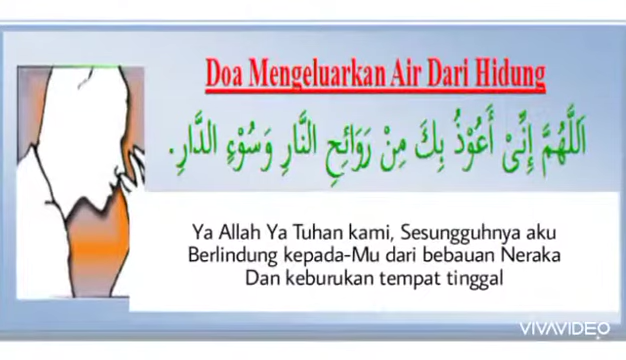 Doa Mengeluarkan Air Dari Hidung
اَللَّهُمَّ إِنِّىْ أَعُوْذُ بِكَ مِنْ رَوَائِحِ النَّارِ وَسُوْءِ الدَّارِ.
Ya Allah Ya Tuhan kami, Sesungguhnya aku
Berlindung kepada-Mu dari bebauan Neraka
Dan keburukan tempat tinggal
VIVAVIDEO